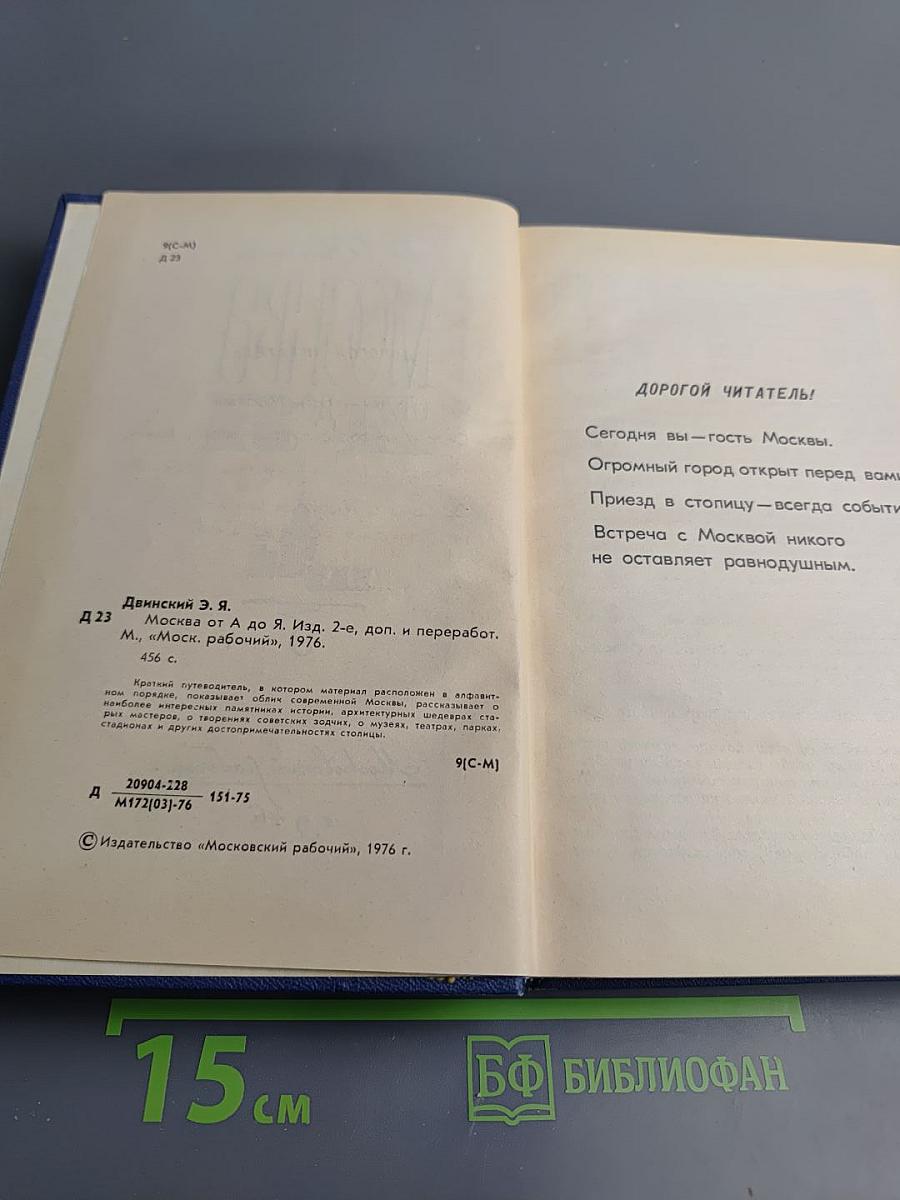 9(С-М)
Д 23
Двинский Э. Я.
Д 23 Москва от А до Я. Изд. 2-е, доп. и переработ.
М., «Моск. рабочий», 1976.
456 с.
Краткий путеводитель, в котором материал расположен в алфавит-
ном порядке, показывает облик современной Москвы, рассказывает о
наиболее интересных памятниках истории, архитектурных шедеврах ста-
рых мастеров, о творениях советских зодчих, о музеях, театрах, парках,
стадионах и других достопримечательностях столицы.
9[С-М]
Д 20904-228
М172[03]-76 151-75
© Издательство «Московский рабочий», 1976 г.
ДОРОГОЙ ЧИТАТЕЛЬ!
Сегодня вы — гость Москвы.
Огромный город открыт перед вами
Приезд в столицу — всегда событи
Встреча с Москвой никого
не оставляет равнодушным.
15 см
БФ БИБЛИОФАН